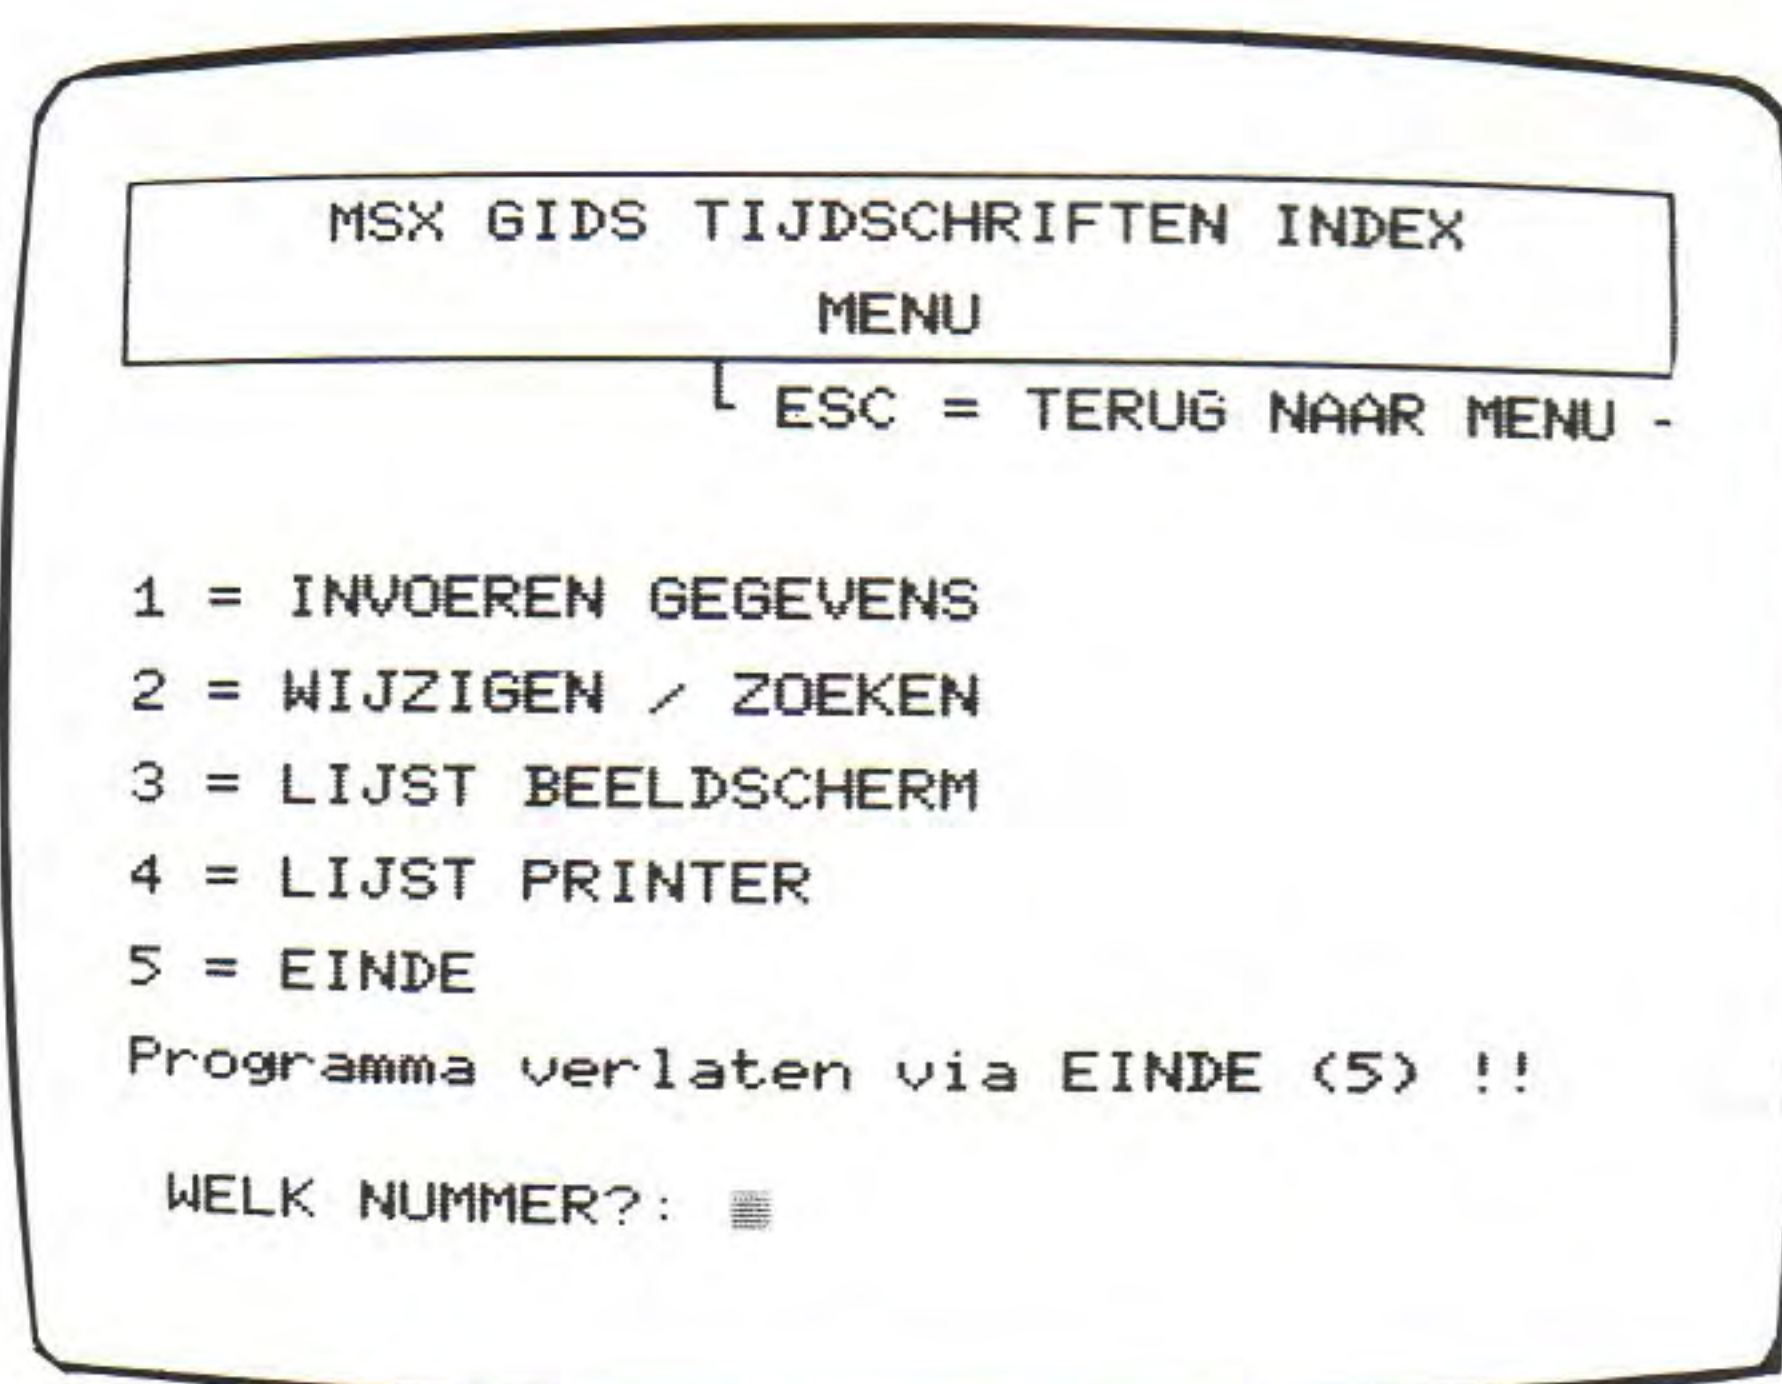 MSX GIDS TIJDSCHRIFTEN INDEX
MENU
ESC = TERUG NAAR MENU -
1 = INVOEREN GEGEVENS
2 = WIJZIGEN / ZOEKEN
3 = LIJST BEELDSCHERM
4 = LIJST PRINTER
5 = EINDE
Programma verlaten via EINDE (5) !!
WELK NUMMER?: